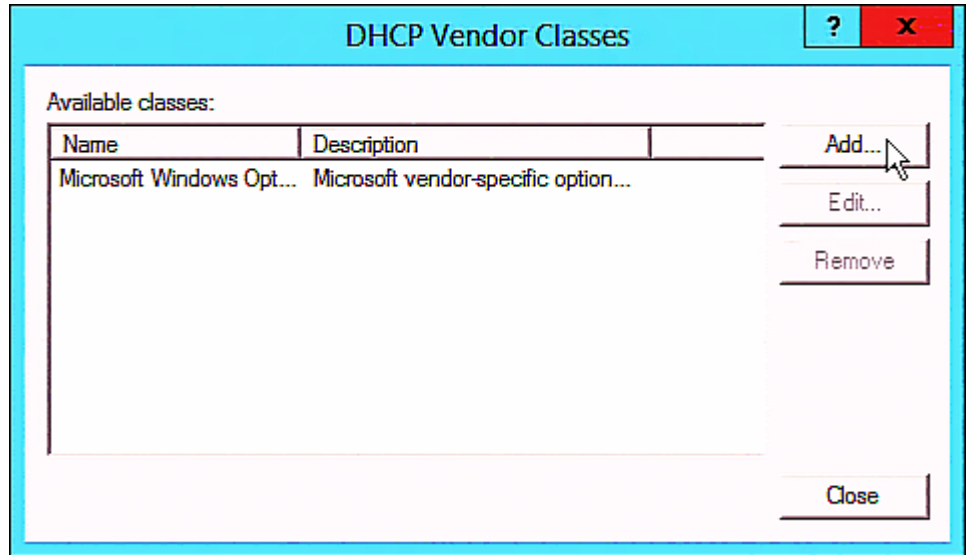 DHCP Vendor Classes ? x
Available classes:
Name Description
Add...
Microsoft Windows Opt... Microsoft vendor-specific option...
Edit...
Remove
Close